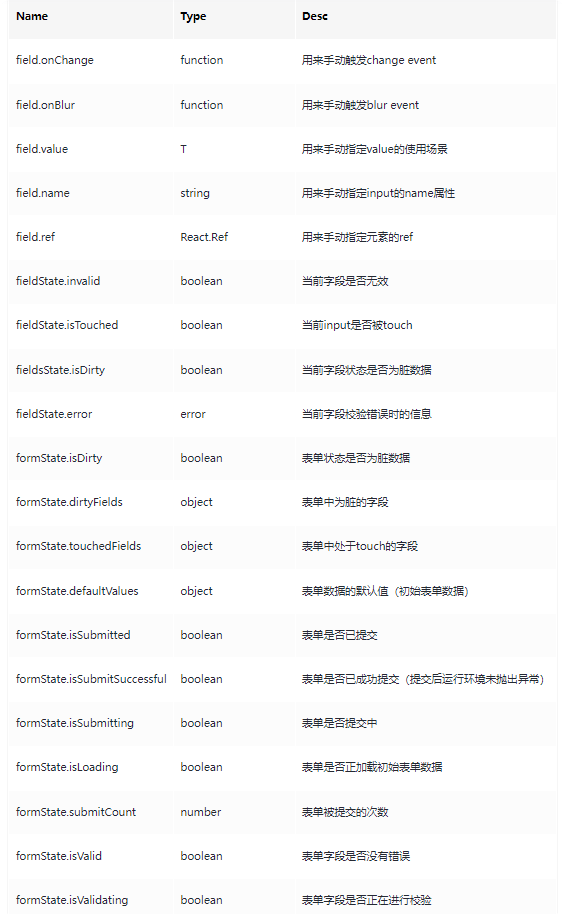 Name Type Desc
field.onChange function 用来手动触发change event
field.onBlur function 用来手动触发blur event
field.value T 用来手动指定value的使用场景
field.name string 用来手动指定input的name属性
field.ref React.Ref 用来手动指定元素的ref
fieldState.invalid boolean 当前字段是否无效
fieldState.isTouched boolean 当前input是否被touch
fieldsState.isDirty boolean 当前字段状态是否为脏数据
fieldState.error error 当前字段校验错误时的信息
formState.isDirty boolean 表单状态是否为脏数据
formState.dirtyFields object 表单中为脏的字段
formState.touchedFields object 表单中处于touch的字段
formState.defaultValues object 表单数据的默认值（初始表单数据）
formState.isSubmitted boolean 表单是否已提交
formState.isSubmitSuccessful boolean 表单是否已成功提交（提交后运行环境未抛出异常）
formState.isSubmitting boolean 表单是否提交中
formState.isLoading boolean 表单是否正加载初始表单数据
formState.submitCount number 表单被提交的次数
formState.isValid boolean 表单字段是否没有错误
formState.isValidating boolean 表单字段是否正在进行校验